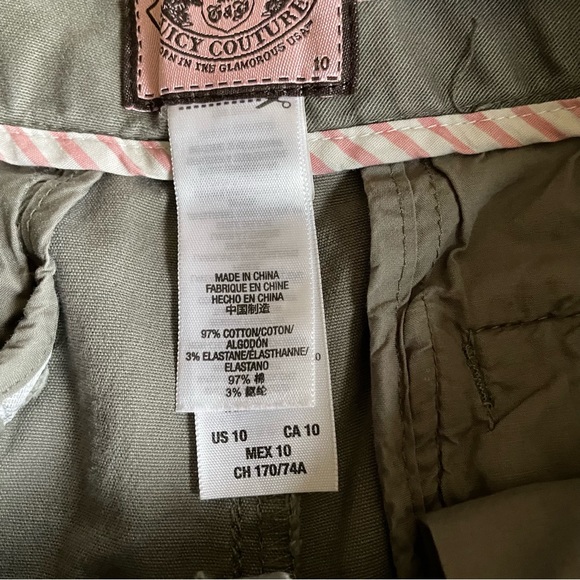 JUICY COUTURE
BORN IN THE GLAMOROUS USA
10
MADE IN CHINA
FABRIQUE EN CHINE
HECHO EN CHINA
中国制造
97% COTTON/COTON/
ALGODÓN
3% ELASTANE/ÉLASTHANNE/
ELASTANO
97% 棉
3% 氨纶
US 10 CA 10
MEX 10
CH 170/74A